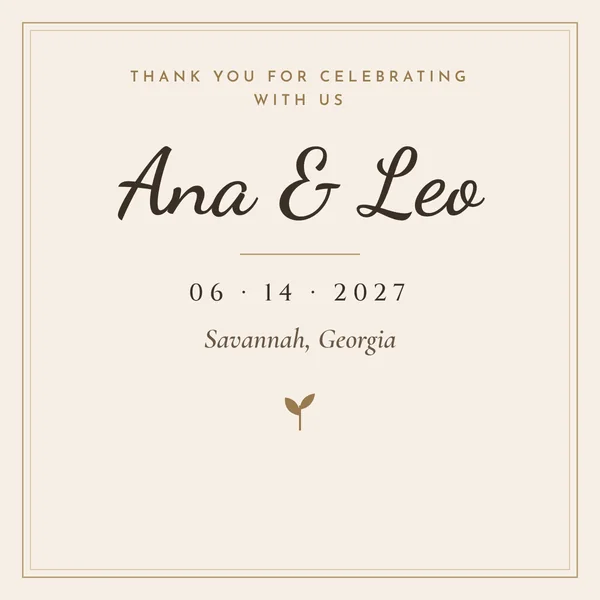 THANK YOU FOR CELEBRATING
WITH US
Ana & Leo
06 · 14 · 2027
Savannah, Georgia